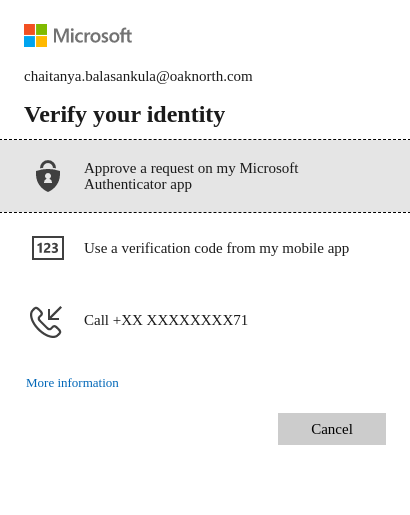 Microsoft
chaitanya.balasankula@oaknorth.com
Verify your identity
Approve a request on my Microsoft
Authenticator app
123
Use a verification code from my mobile app
Call +XX XXXXXXXX71
More information
Cancel